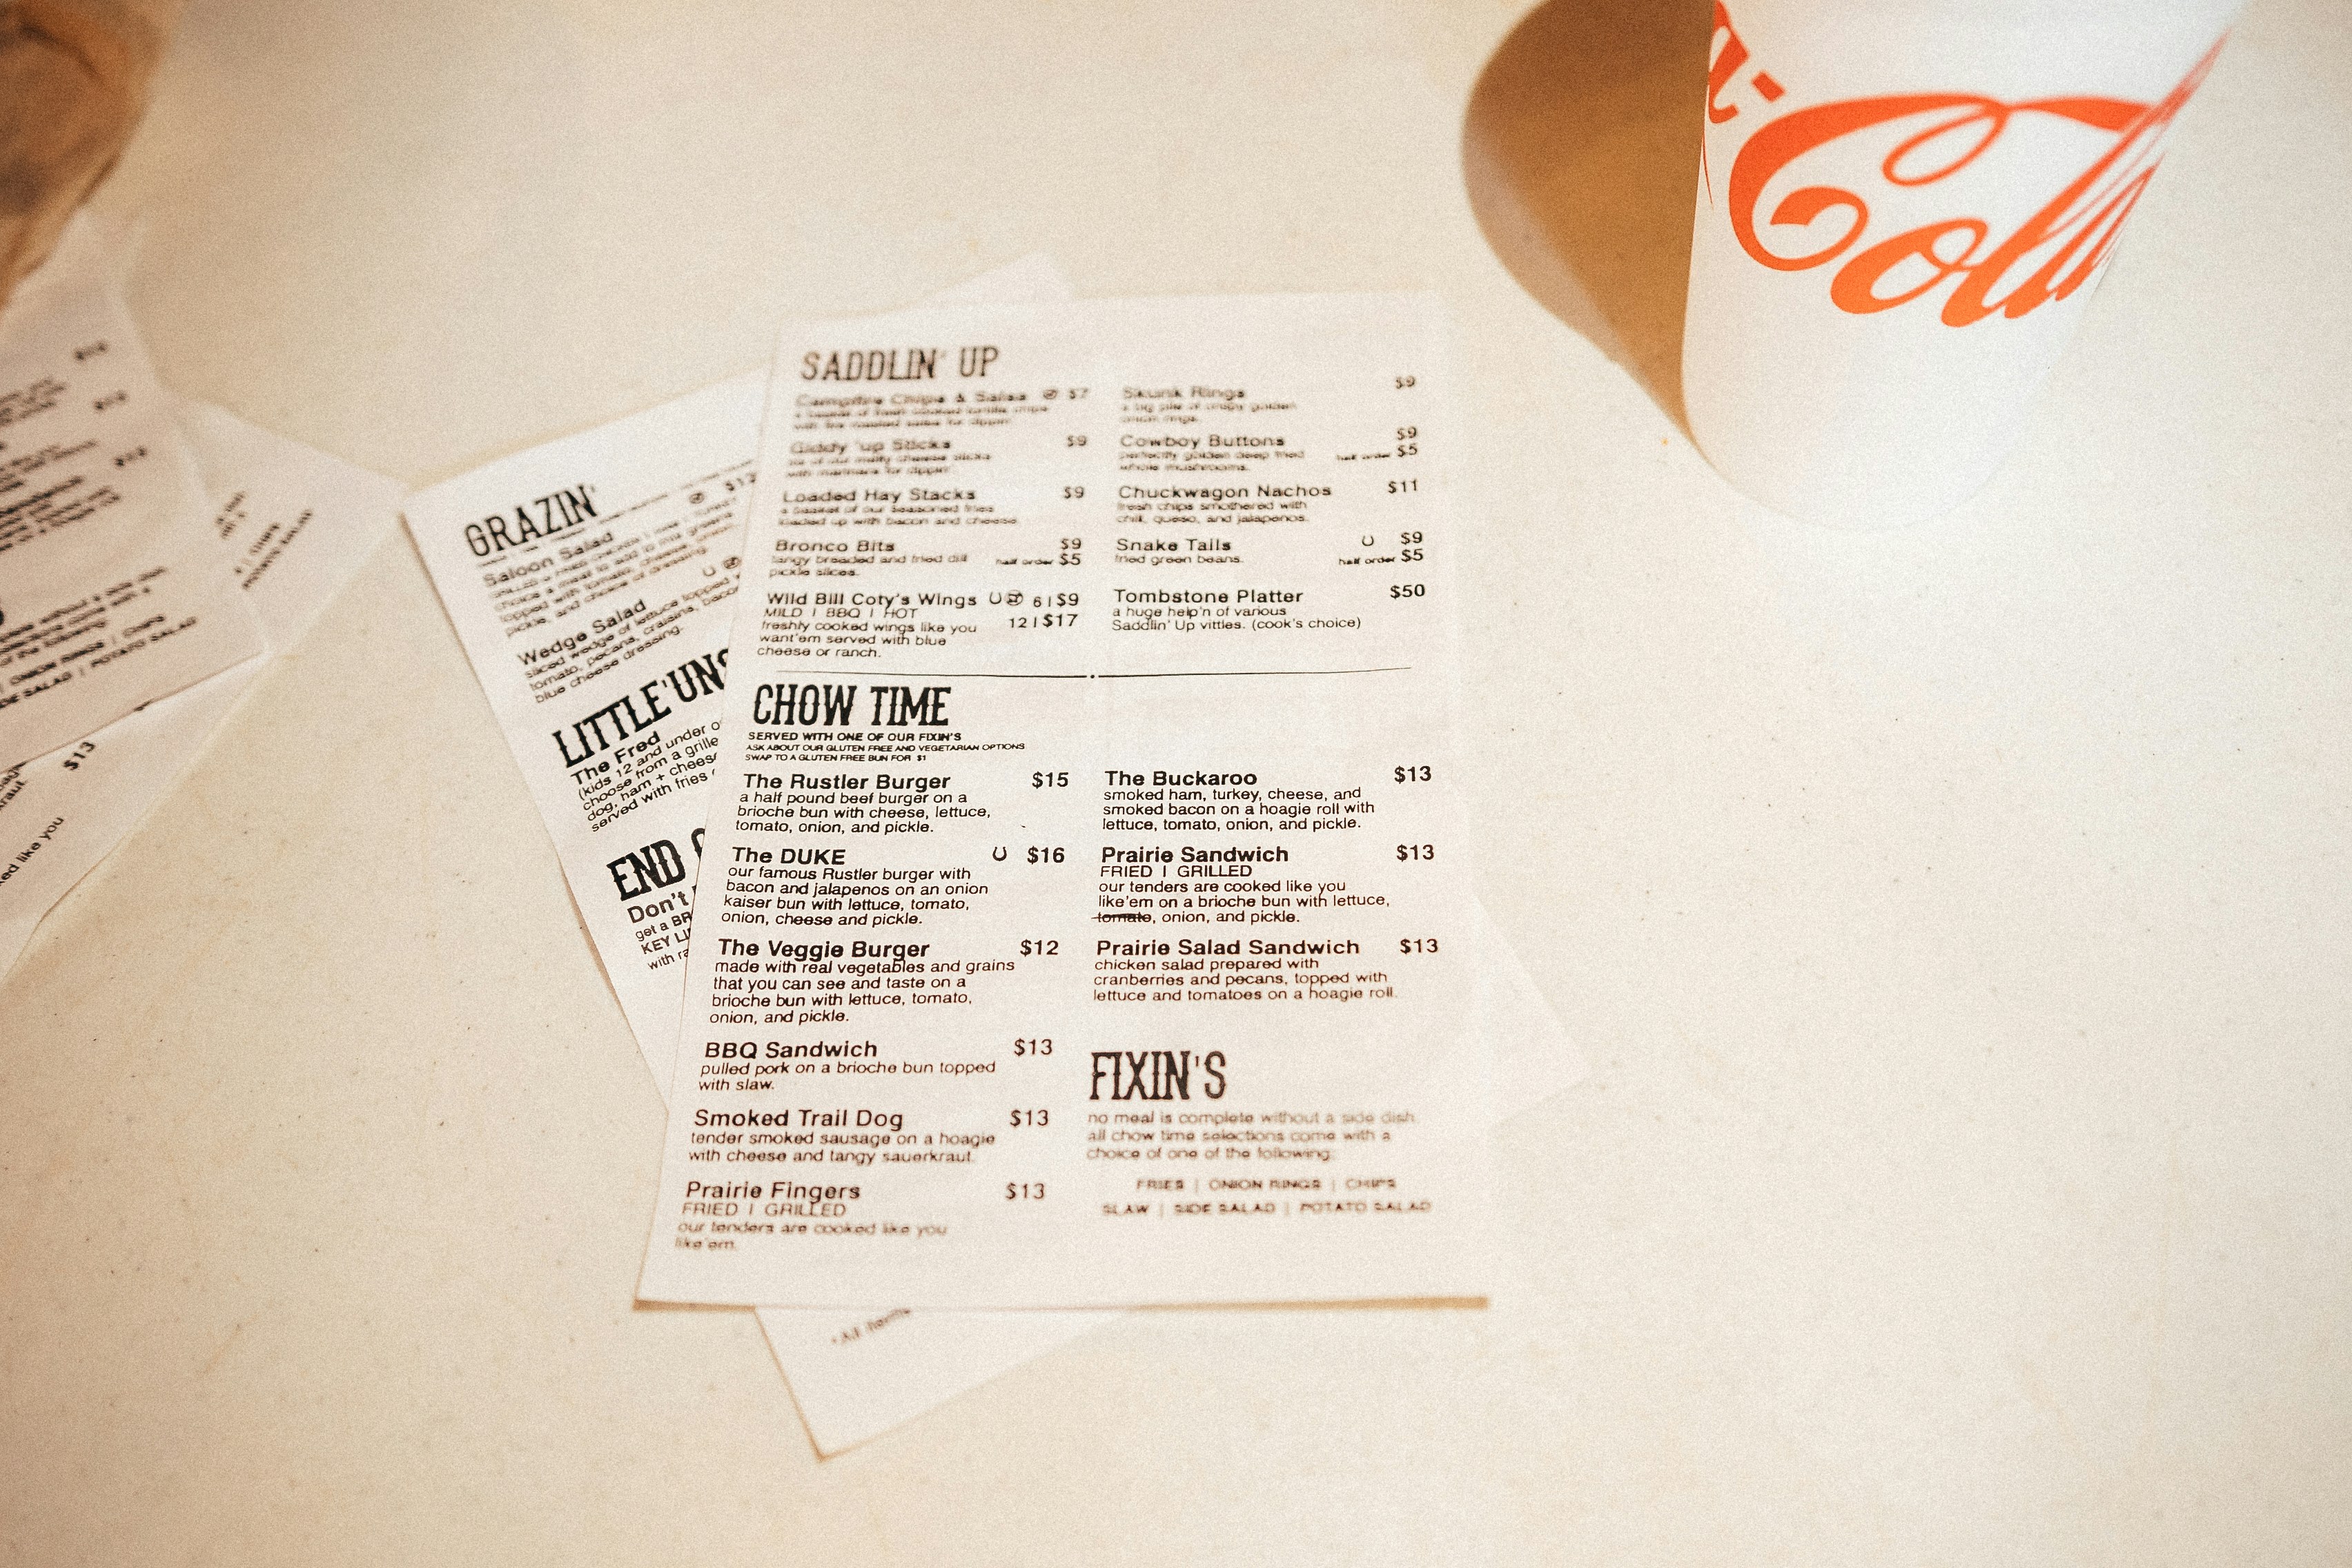 SADDLIN' UP
Campfire Chips & Salsa $7
a basket of fresh cooked tortilla chips
with fire roasted salsa for dippin'.
Giddy 'up Sticks $9
six of our melty cheese sticks
with marinara for dippin'.
Loaded Hay Stacks $9
a basket of our seasoned fries
loaded up with bacon and cheese.
Bronco Bits $9
tangy breaded and fried dill half order $5
pickle slices.
Wild Bill Coty's Wings 6 | $9
MILD | BBQ | HOT
freshly cooked wings like you 12 | $17
want'em served with blue
cheese or ranch.
Skunk Rings $9
a big pile of crispy golden
onion rings.
Cowboy Buttons $9
perfectly golden deep fried half order $5
whole mushrooms.
Chuckwagon Nachos $11
fresh chips smothered with
chili, queso, and jalapenos.
Snake Tails $9
fried green beans. half order $5
Tombstone Platter $50
a huge help'n of various
Saddlin' Up vittles. (cook's choice)
CHOW TIME
SERVED WITH ONE OF OUR FIXIN'S
ASK ABOUT OUR GLUTEN FREE AND VEGETARIAN OPTIONS
SWAP TO A GLUTEN FREE BUN FOR $1
The Rustler Burger $15
a half pound beef burger on a
brioche bun with cheese, lettuce,
tomato, onion, and pickle.
The DUKE $16
our famous Rustler burger with
bacon and jalapenos on an onion
kaiser bun with lettuce, tomato,
onion, cheese and pickle.
The Veggie Burger $12
made with real vegetables and grains
that you can see and taste on a
brioche bun with lettuce, tomato,
onion, and pickle.
BBQ Sandwich $13
pulled pork on a brioche bun topped
with slaw.
Smoked Trail Dog $13
tender smoked sausage on a hoagie
with cheese and tangy sauerkraut.
Prairie Fingers $13
FRIED | GRILLED
our tenders are cooked like you
like'em.
The Buckaroo $13
smoked ham, turkey, cheese, and
smoked bacon on a hoagie roll with
lettuce, tomato, onion, and pickle.
Prairie Sandwich $13
FRIED | GRILLED
our tenders are cooked like you
like'em on a brioche bun with lettuce,
tomato, onion, and pickle.
Prairie Salad Sandwich $13
chicken salad prepared with
cranberries and pecans, topped with
lettuce and tomatoes on a hoagie roll.
FIXIN'S
no meal is complete without a side dish.
all chow time selections come with a
choice of one of the following:
FRIES | ONION RINGS | CHIPS
SLAW | SIDE SALAD | POTATO SALAD
GRAZIN'
Saloon Salad $12
choice
topped with tomato, cheese,
pickle, and choice of dressing.
Wedge Salad
sliced wedge of lettuce topped
tomato, pecans, craisins, bacon
blue cheese dressing.
LITTLE'UNS
The Fred
(kids 12 and under
choose from a grille
dog, ham + cheese
served with fries
END
Don't
get a BR
KEY LI
with ra
$13
ed like you
POTATO SALAD
a-Cola